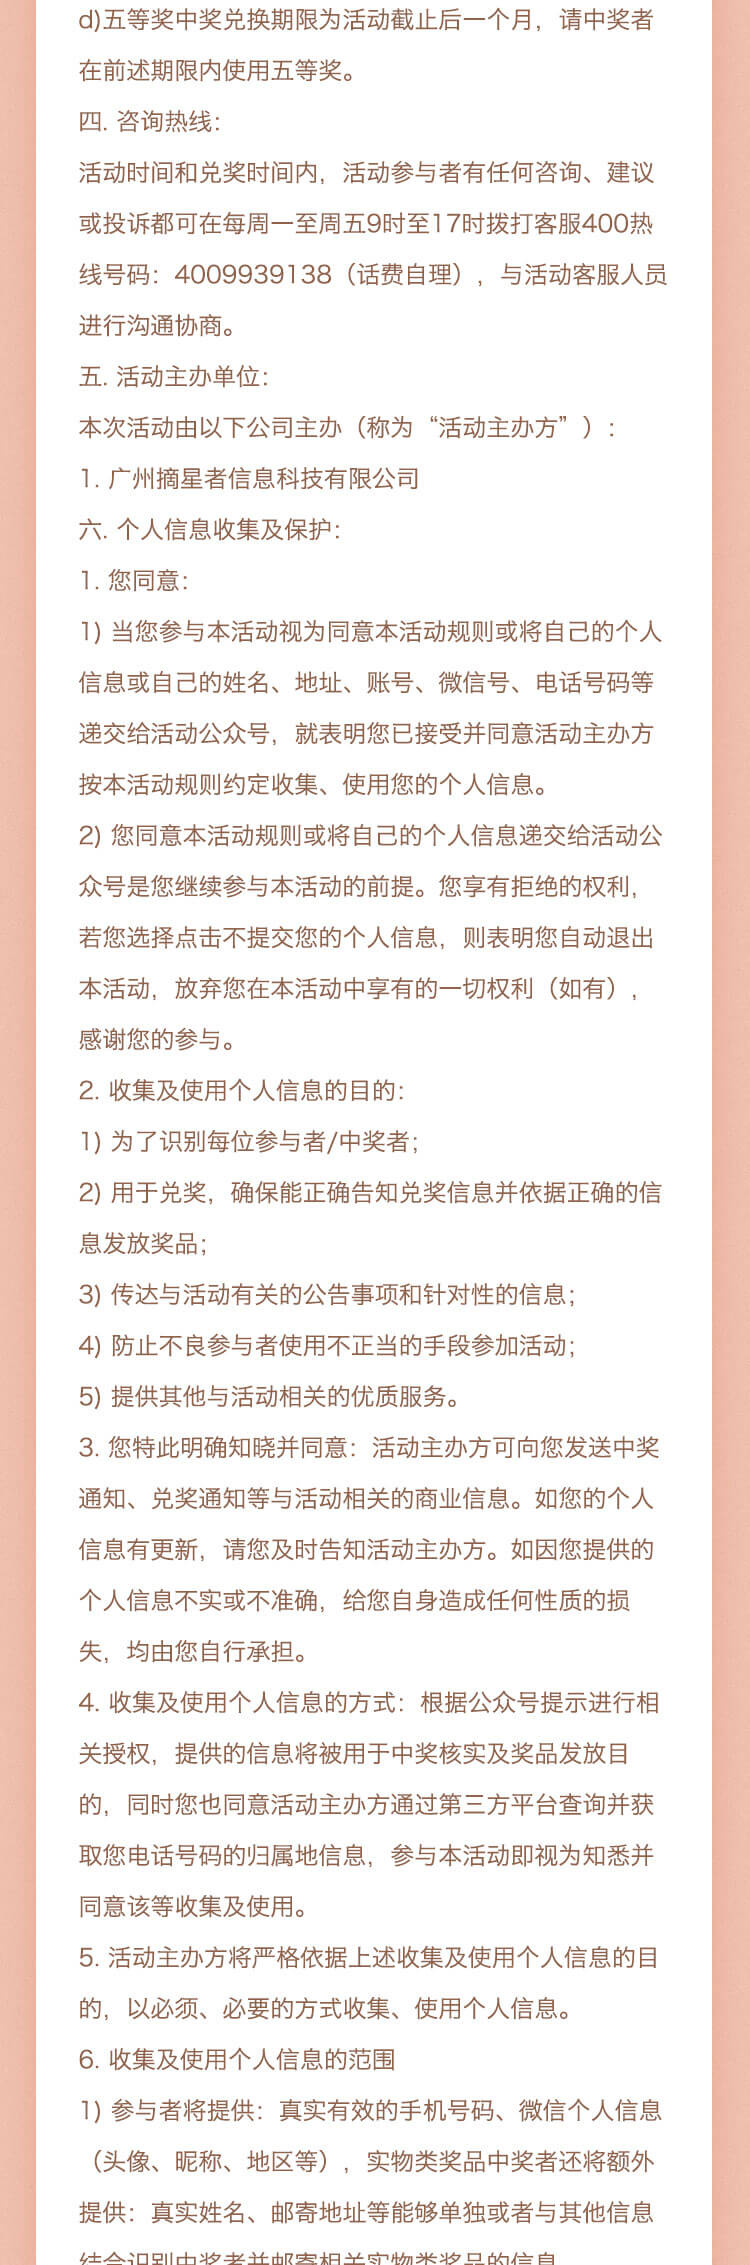 d)五等奖中奖兑换期限为活动截止后一个月，请中奖者
在前述期限内使用五等奖。
四. 咨询热线：
活动时间和兑奖时间内，活动参与者有任何咨询、建议
或投诉都可在每周一至周五9时至17时拨打客服400热
线号码：4009939138（话费自理），与活动客服人员
进行沟通协商。
五. 活动主办单位：
本次活动由以下公司主办（称为“活动主办方”）：
1. 广州摘星者信息科技有限公司
六. 个人信息收集及保护：
1. 您同意：
1) 当您参与本活动视为同意本活动规则或将自己的个人
信息或自己的姓名、地址、账号、微信号、电话号码等
递交给活动公众号，就表明您已接受并同意活动主办方
按本活动规则约定收集、使用您的个人信息。
2) 您同意本活动规则或将自己的个人信息递交给活动公
众号是您继续参与本活动的前提。您享有拒绝的权利，
若您选择点击不提交您的个人信息，则表明您自动退出
本活动，放弃您在本活动中享有的一切权利（如有），
感谢您的参与。
2. 收集及使用个人信息的目的：
1) 为了识别每位参与者/中奖者；
2) 用于兑奖，确保能正确告知兑奖信息并依据正确的信
息发放奖品；
3) 传达与活动有关的公告事项和针对性的信息；
4) 防止不良参与者使用不正当的手段参加活动；
5) 提供其他与活动相关的优质服务。
3. 您特此明确知晓并同意：活动主办方可向您发送中奖
通知、兑奖通知等与活动相关的商业信息。如您的个人
信息有更新，请您及时告知活动主办方。如因您提供的
个人信息不实或不准确，给您自身造成任何性质的损
失，均由您自行承担。
4. 收集及使用个人信息的方式：根据公众号提示进行相
关授权，提供的信息将被用于中奖核实及奖品发放目
的，同时您也同意活动主办方通过第三方平台查询并获
取您电话号码的归属地信息，参与本活动即视为知悉并
同意该等收集及使用。
5. 活动主办方将严格依据上述收集及使用个人信息的目
的，以必须、必要的方式收集、使用个人信息。
6. 收集及使用个人信息的范围
1) 参与者将提供：真实有效的手机号码、微信个人信息
（头像、昵称、地区等），实物类奖品中奖者还将额外
提供：真实姓名、邮寄地址等能够单独或者与其他信息
结合识别中奖者并邮寄相关实物类奖品的信息